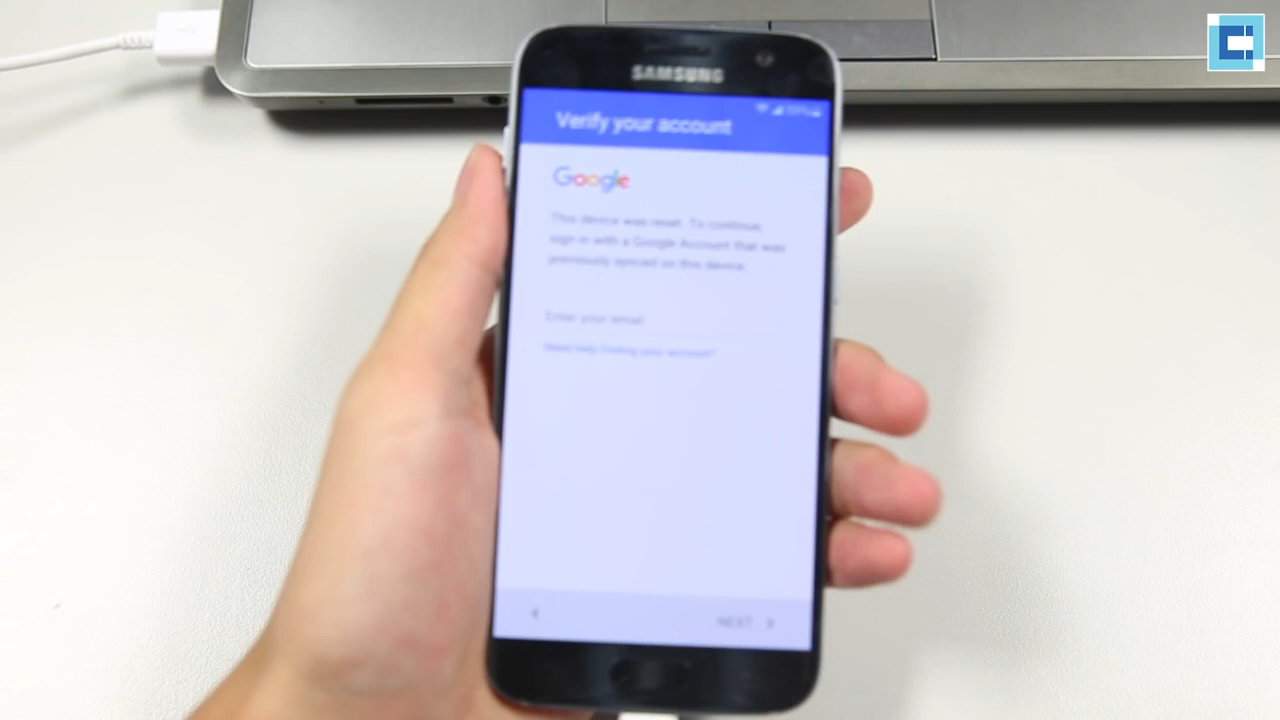 SAMSUNG
Verify your account
Google
This device was reset. To continue,
sign in with a Google Account that was
previously synced on this device.
Enter your email
Need help finding your account?
NEXT